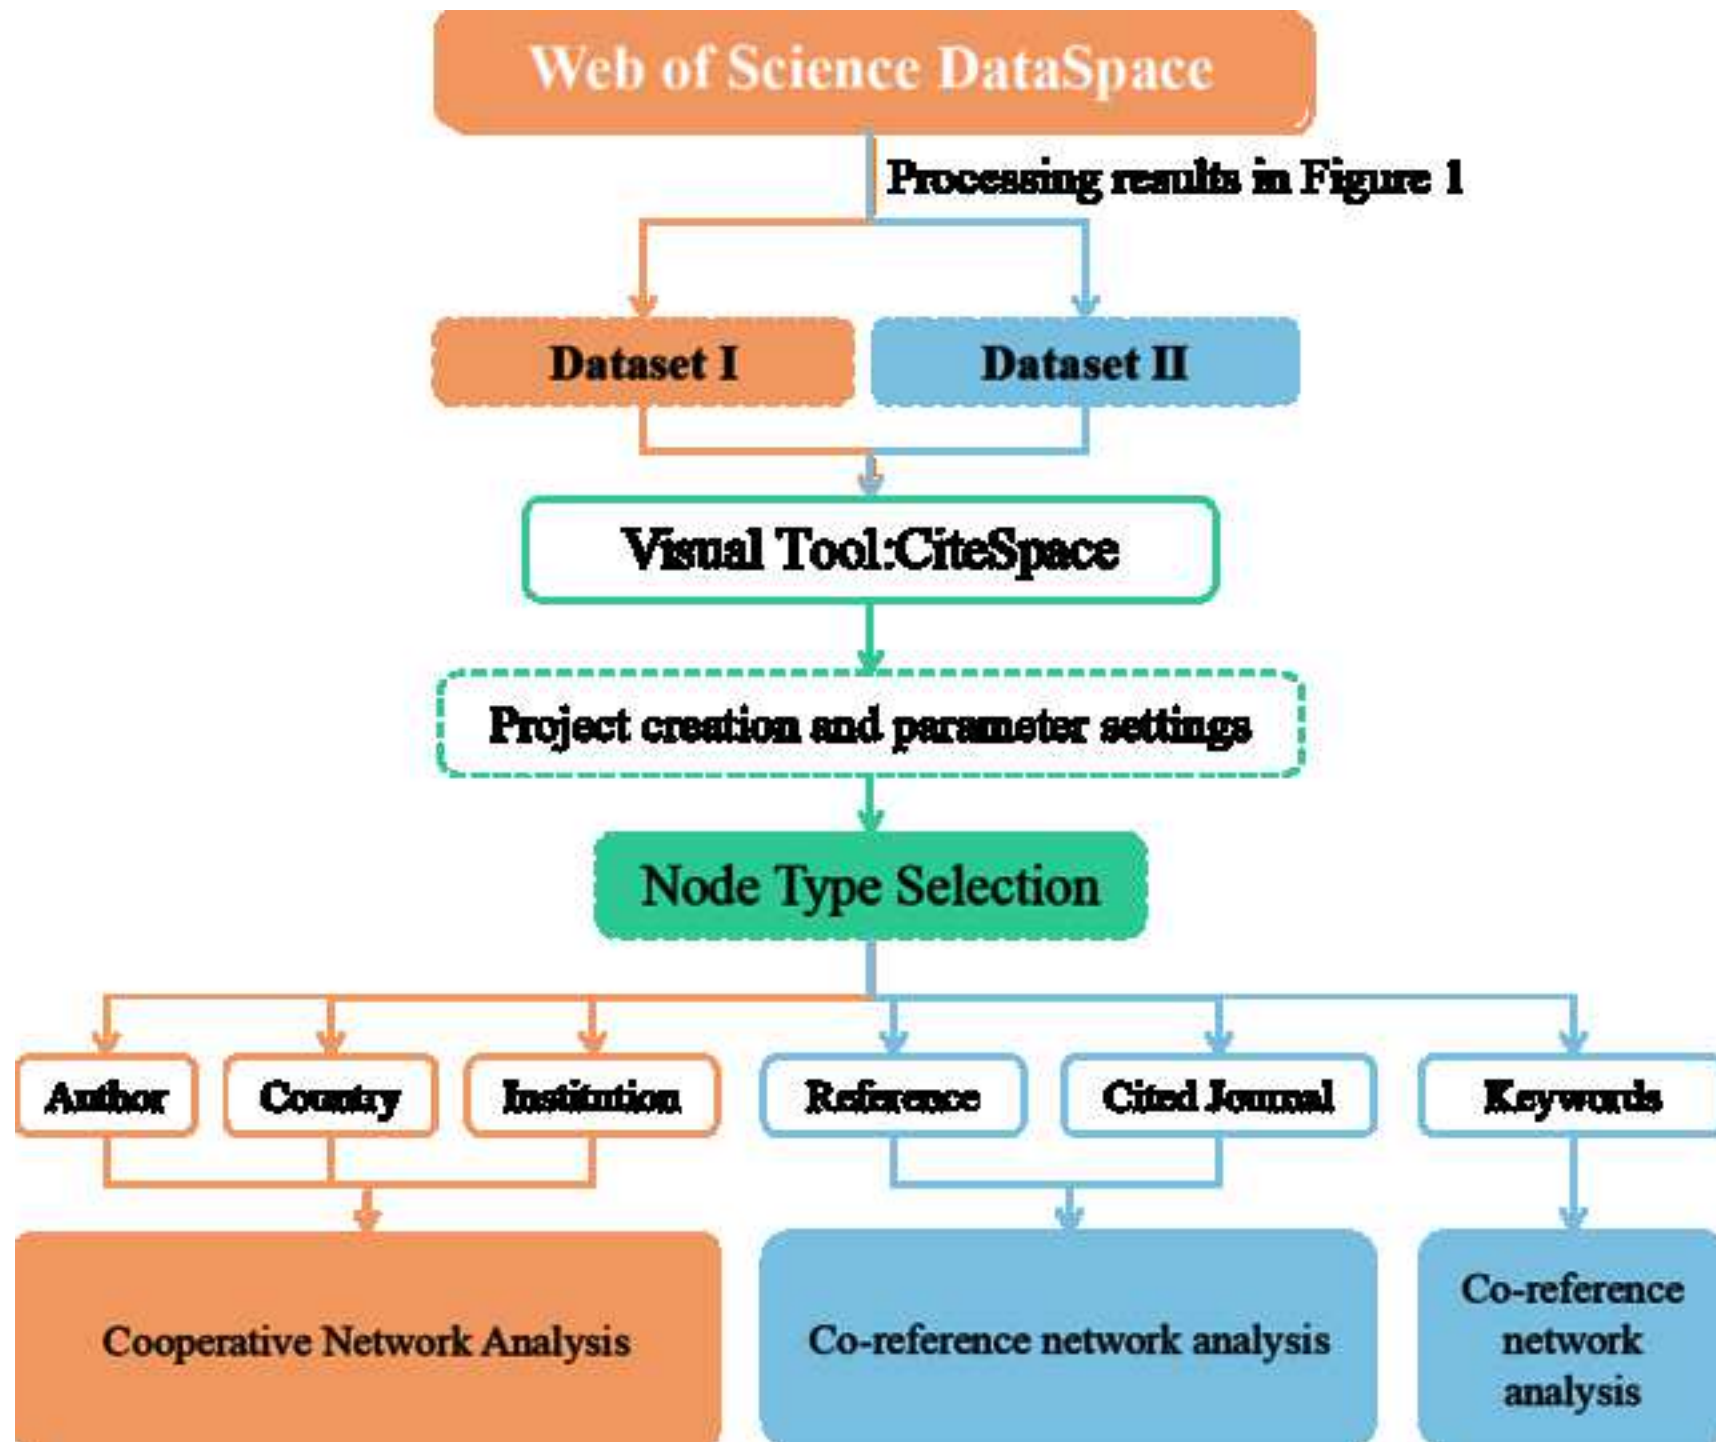 Web of Science DataSpace
Processing results in Figure 1
Dataset I
Dataset II
Visual Tool:CiteSpace
Project creation and parameter settings
Node Type Selection
Author
Country
Institution
Reference
Cited Journal
Keywords
Cooperative Network Analysis
Co-reference network analysis
Co-reference
network
analysis